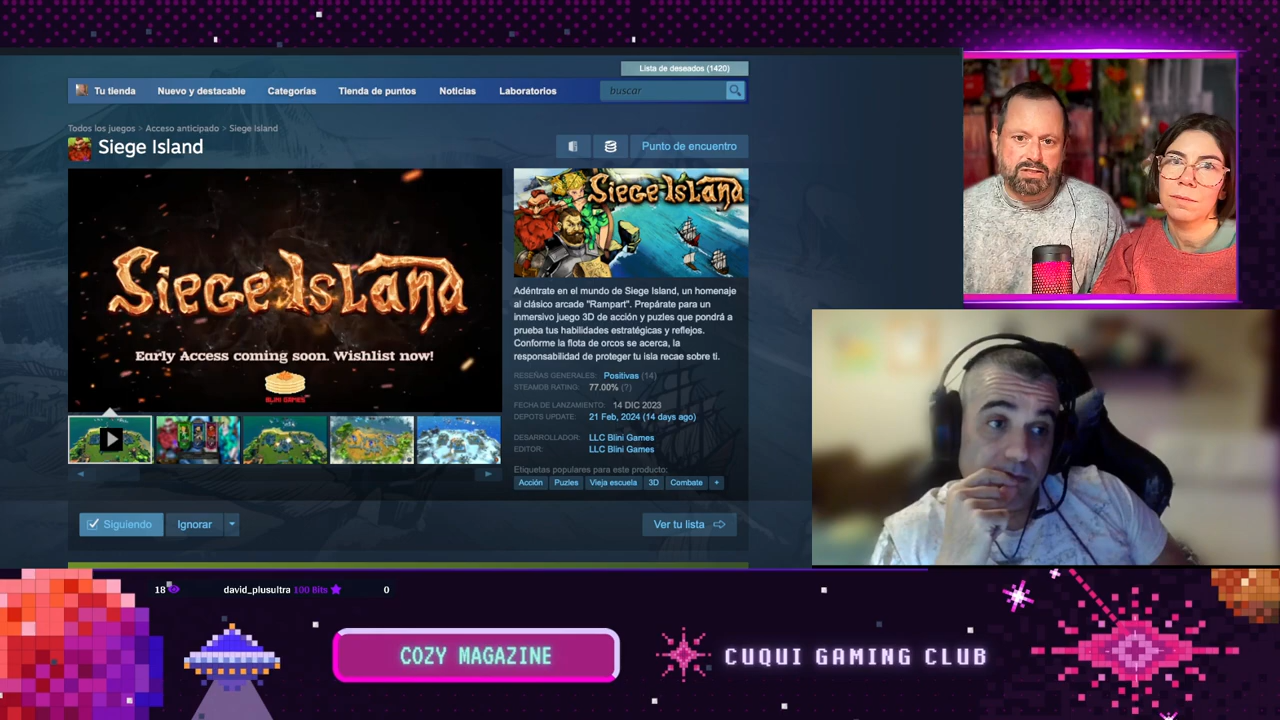 Lista de deseados (1420)
Tu tienda Nuevo y destacable Categorías Tienda de puntos Noticias Laboratorios buscar
Todos los juegos > Acceso anticipado > Siege Island
Siege Island
Punto de encuentro
Siege Island
Early Access coming soon. Wishlist now!
BLINI GAMES
Siege Island
Adéntrate en el mundo de Siege Island, un homenaje
al clásico arcade "Rampart". Prepárate para un
inmersivo juego 3D de acción y puzles que pondrá a
prueba tus habilidades estratégicas y reflejos.
Conforme la flota de orcos se acerca, la
responsabilidad de proteger tu isla recae sobre ti.
RESEÑAS GENERALES: Positivas (14)
STEAMDB RATING: 77.00% (?)
FECHA DE LANZAMIENTO: 14 DIC 2023
DEPOTS UPDATE: 21 Feb, 2024 (14 days ago)
DESARROLLADOR: LLC Blini Games
EDITOR: LLC Blini Games
Etiquetas populares para este producto:
Acción Puzles Vieja escuela 3D Combate +
Siguiendo Ignorar Ver tu lista
18 david_plusultra 100 Bits 0
COZY MAGAZINE
CUQUI GAMING CLUB